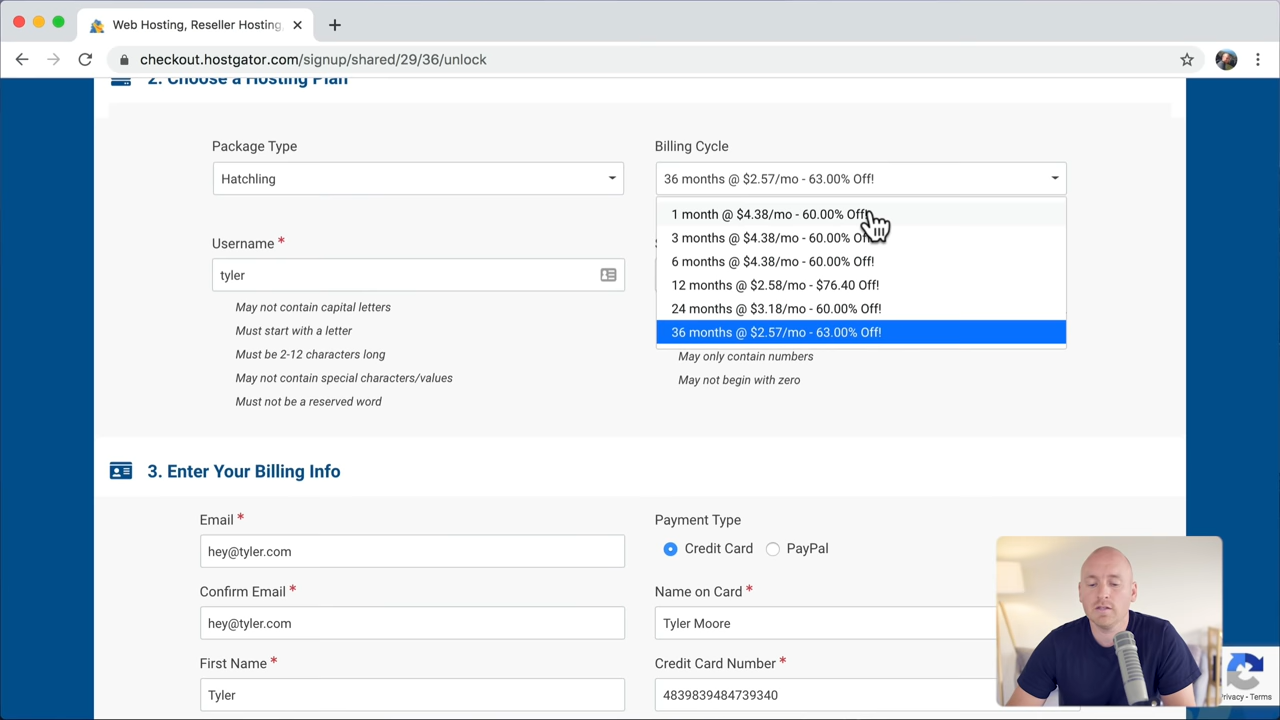 Web Hosting, Reseller Hosting,
checkout.hostgator.com/signup/shared/29/36/unlock
2. Choose a Hosting Plan
Package Type
Hatchling
Billing Cycle
36 months @ $2.57/mo - 63.00% Off!
1 month @ $4.38/mo - 60.00% Off!
3 months @ $4.38/mo - 60.00% Off!
6 months @ $4.38/mo - 60.00% Off!
12 months @ $2.58/mo - $76.40 Off!
24 months @ $3.18/mo - 60.00% Off!
36 months @ $2.57/mo - 63.00% Off!
Username *
tyler
May not contain capital letters
Must start with a letter
Must be 2-12 characters long
May not contain special characters/values
Must not be a reserved word
May only contain numbers
May not begin with zero
3. Enter Your Billing Info
Email *
hey@tyler.com
Confirm Email *
hey@tyler.com
First Name *
Tyler
Payment Type
Credit Card
PayPal
Name on Card *
Tyler Moore
Credit Card Number *
4839839484739340
Privacy - Terms